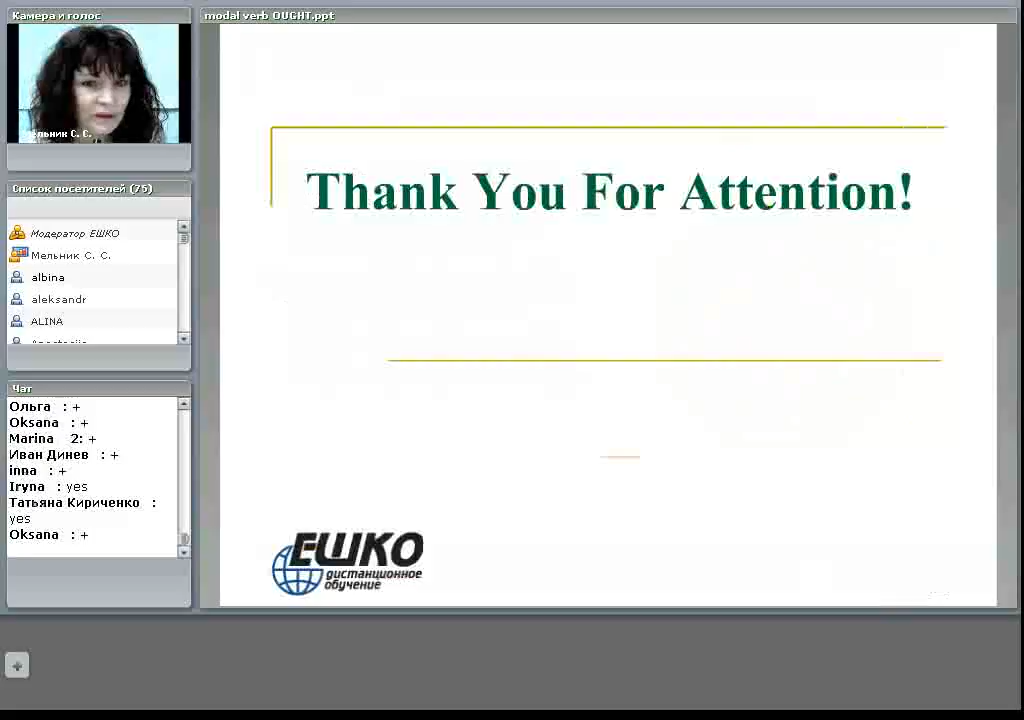 Камера и голос
Мельник С. С.
Список посетителей (75)
Модератор ЕШКО
Мельник С. С.
albina
aleksandr
ALINA
Чат
Ольга : +
Oksana : +
Marina 2: +
Иван Динев : +
inna : +
Iryna : yes
Татьяна Кириченко :
yes
Oksana : +
modal verb OUGHT.ppt
Thank You For Attention!
ЕШКО
дистанционное
обучение